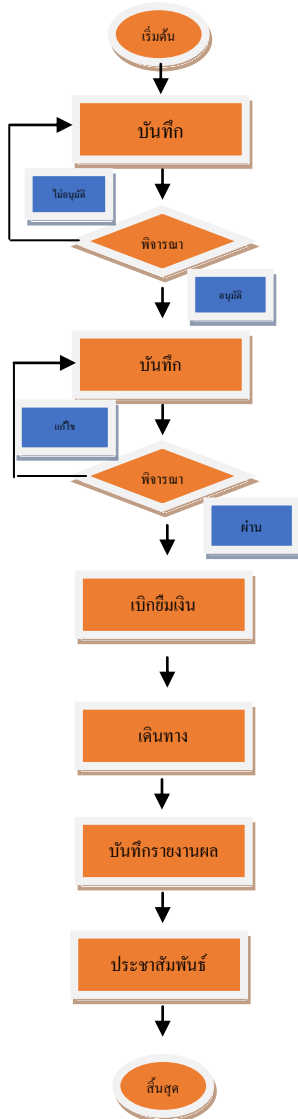 เริ่มต้น
บันทึก
ไม่อนุมัติ
พิจารณา
อนุมัติ
บันทึก
แก้ไข
พิจารณา
ผ่าน
เบิกยืมเงิน
เดินทาง
บันทึกรายงานผล
ประชาสัมพันธ์
สิ้นสุด